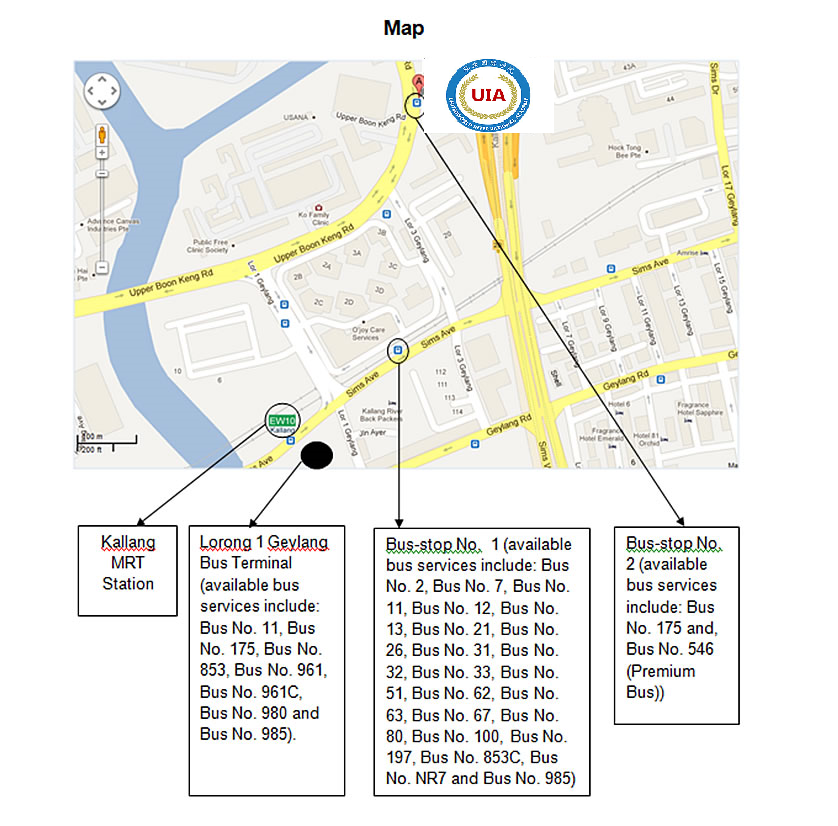 Map
UIA
A
USANA
Upper Boon Keng Rd
43A
44
Sims Dr
Hock Tong
Bee Pte
Lor 17 Geylang
Advance Canvas
Industries Pte
Ko Family
Clinic
Public Free
Clinic Society
Upper Boon Keng Rd
Lor 3 Geylang
20
3B
3A
3C
2B
2C
2D
3D
Lor 1 Geylang
Upper Boon Keng Rd
Hai
Pte
Amrise
Sims Ave
Lor 15 Geylang
Lor 13 Geylang
Lor 11 Geylang
Lor 9 Geylang
Lor 7 Geylang
O'joy Care
Services
Sims Ave
Lor 3 Geylang
10
6
112
111
113
114
Shell
Geylang Rd
Ge
Sims Ave
Kallang River
Back Packers
Jin Ayer
Lor 1 Geylang
EW10
Kallang
Hotel 6
Fragrance
Hotel Sapphire
Fragrance
Hotel Emerald
Hotel 81
Orchid
Geylang Rd
Sims V
6
Ma
200 ft
Ave
Kallang
MRT
Station
Lorong 1 Geylang
Bus Terminal
(available bus
services include:
Bus No. 11, Bus
No. 175, Bus No.
853, Bus No. 961,
Bus No. 961C,
Bus No. 980 and
Bus No. 985).
Bus-stop No. 1 (available
bus services include: Bus
No. 2, Bus No. 7, Bus No.
11, Bus No. 12, Bus No.
13, Bus No. 21, Bus No.
26, Bus No. 31, Bus No.
32, Bus No. 33, Bus No.
51, Bus No. 62, Bus No.
63, Bus No. 67, Bus No.
80, Bus No. 100, Bus No.
197, Bus No. 853C, Bus
No. NR7 and Bus No. 985)
Bus-stop No.
2 (available
bus services
include: Bus
No. 175 and,
Bus No. 546
(Premium
Bus))